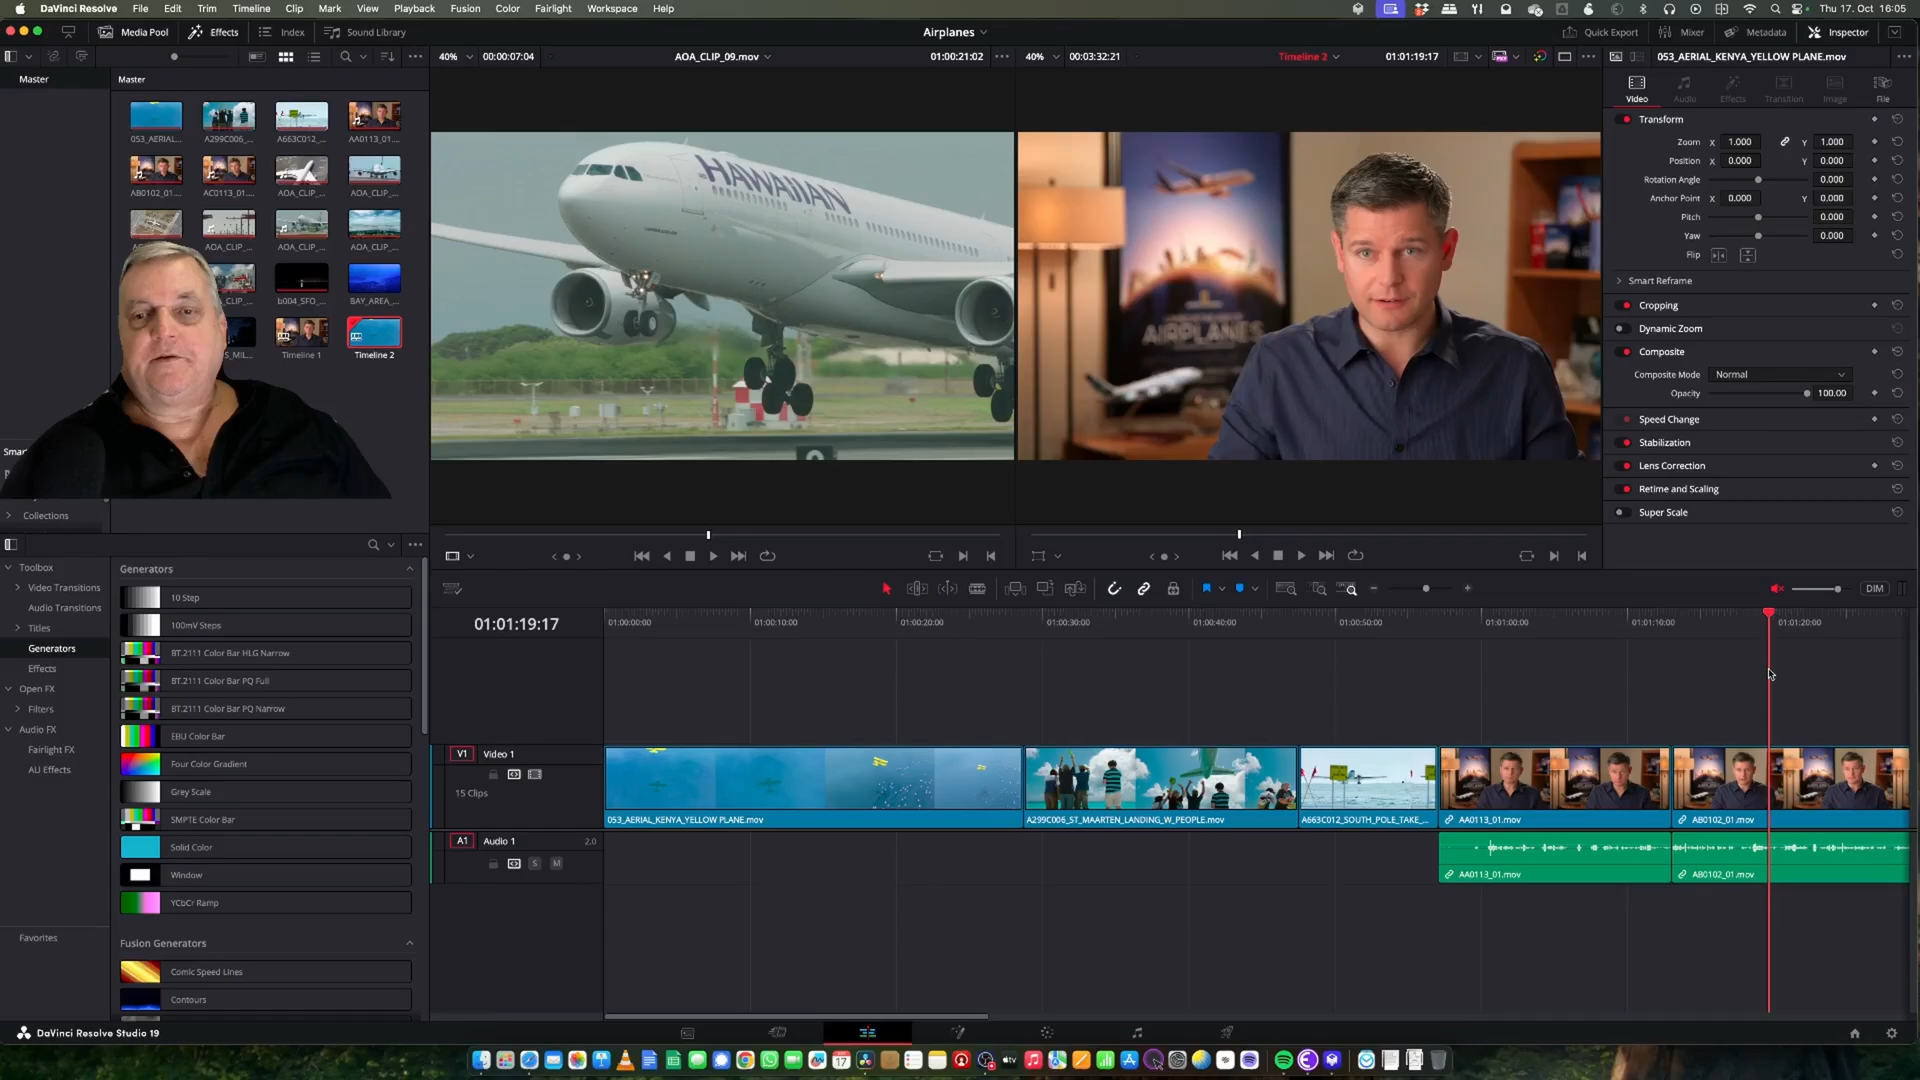 DaVinci Resolve File Edit Trim Timeline Clip Mark View Playback Fusion Color Fairlight Workspace Help
Thu 17. Oct 16:05
Media Pool Effects Index Sound Library
Airplanes
Quick Export Mixer Metadata Inspector
40% 00:00:07:04 AOA_CLIP_09.mov 01:00:21:02
40% 00:03:32:21 Timeline 2 01:01:19:17
053_AERIAL_KENYA_YELLOW PLANE.mov
Master
Master
053_AERIAL... A299C006_... A663C012_... AA0113_01....
AB0102_01.... AC0113_01.... AOA_CLIP_... AOA_CLIP_...
AOA_CLIP_... AOA_CLIP_... AOA_CLIP_...
b004_SFO_... BAY_AREA_...
Timeline 1 Timeline 2
Collections
HAWAIIAN
AIRPLANES
Video Audio Effects Transition Image File
Transform
Zoom X 1.000 Y 1.000
Position X 0.000 Y 0.000
Rotation Angle 0.000
Anchor Point X 0.000 Y 0.000
Pitch 0.000
Yaw 0.000
Flip
Smart Reframe
Cropping
Dynamic Zoom
Composite
Composite Mode Normal
Opacity 100.00
Speed Change
Stabilization
Lens Correction
Retime and Scaling
Super Scale
Toolbox
Video Transitions
Audio Transitions
Titles
Generators
Effects
Open FX
Filters
Audio FX
Fairlight FX
AU Effects
Favorites
Generators
10 Step
100mV Steps
BT.2111 Color Bar HLG Narrow
BT.2111 Color Bar PQ Full
BT.2111 Color Bar PQ Narrow
EBU Color Bar
Four Color Gradient
Grey Scale
SMPTE Color Bar
Solid Color
Window
YCbCr Ramp
Fusion Generators
Comic Speed Lines
Contours
DIM
01:01:19:17
01:00:00:00 01:00:10:00 01:00:20:00 01:00:30:00 01:00:40:00 01:00:50:00 01:01:00:00 01:01:10:00 01:01:20:00
V1 Video 1
15 Clips
053_AERIAL_KENYA_YELLOW PLANE.mov A299C006_ST_MAARTEN_LANDING_W_PEOPLE.mov A663C012_SOUTH_POLE_TAKE_... AA0113_01.mov AB0102_01.mov
A1 Audio 1 2.0
S M
AA0113_01.mov AB0102_01.mov
DaVinci Resolve Studio 19